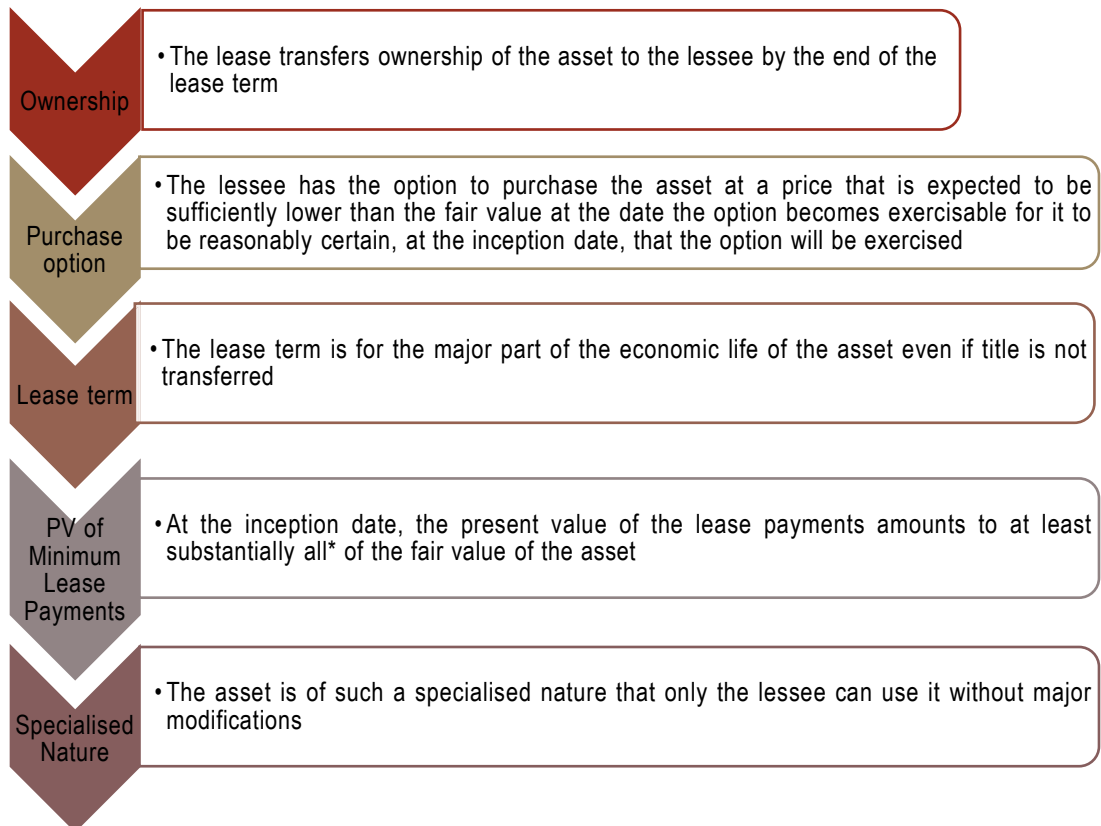 Ownership
• The lease transfers ownership of the asset to the lessee by the end of the
lease term
Purchase
option
• The lessee has the option to purchase the asset at a price that is expected to be
sufficiently lower than the fair value at the date the option becomes exercisable for it to
be reasonably certain, at the inception date, that the option will be exercised
Lease term
• The lease term is for the major part of the economic life of the asset even if title is not
transferred
PV of
Minimum
Lease
Payments
• At the inception date, the present value of the lease payments amounts to at least
substantially all* of the fair value of the asset
Specialised
Nature
• The asset is of such a specialised nature that only the lessee can use it without major
modifications